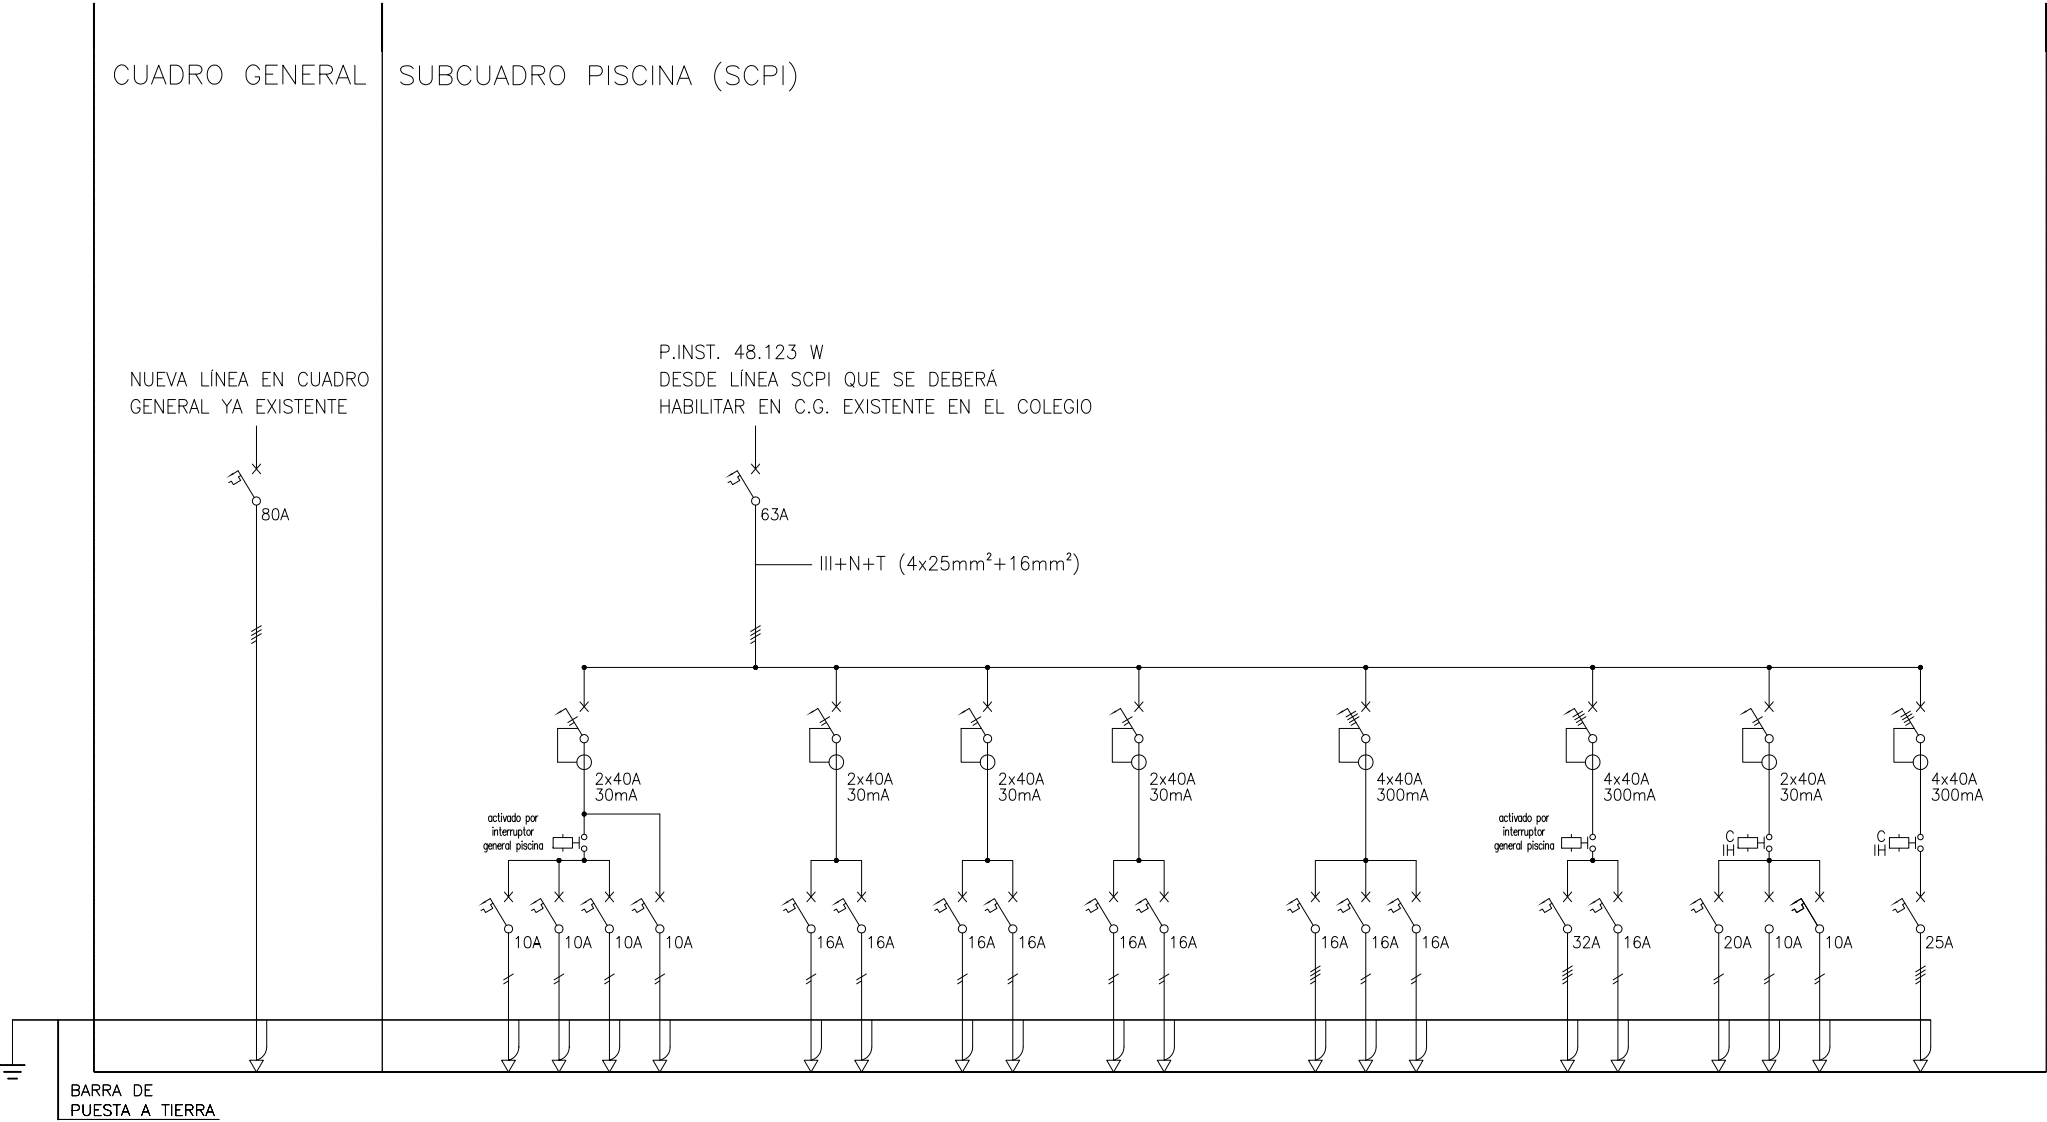 CUADRO GENERAL
SUBCUADRO PISCINA (SCPI)
P.INST. 48.123 W
DESDE LÍNEA SCPI QUE SE DEBERÁ
HABILITAR EN C.G. EXISTENTE EN EL COLEGIO
NUEVA LÍNEA EN CUADRO
GENERAL YA EXISTENTE
80A
63A
III+N+T (4x25mm²+16mm²)
2x40A
30mA
2x40A
30mA
2x40A
30mA
2x40A
30mA
4x40A
300mA
4x40A
300mA
2x40A
30mA
4x40A
300mA
activado por
interruptor
general piscina
activado por
interruptor
general piscina
C
IH
C
IH
10A
10A
10A
10A
16A
16A
16A
16A
16A
16A
16A
16A
16A
32A
16A
20A
10A
10A
25A
BARRA DE
PUESTA A TIERRA